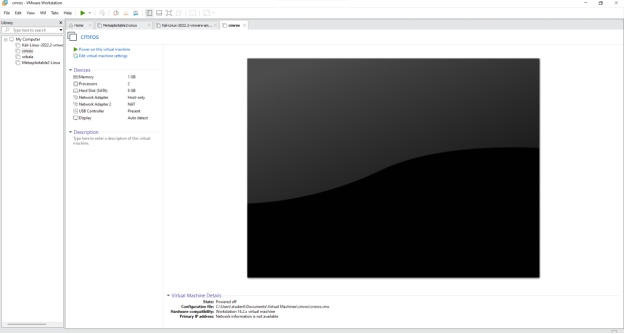 cmros - VMware Workstation
File Edit View VM Tabs Help
Library
Type here to search
My Computer
Kali-Linux-2022.2-vmwa
cmros
Metasploitable2-Linux
Home
Metasploitable2-Linux
Kali-Linux-2022.2-vmware-am...
cmros
cmros
Power on this virtual machine
Edit virtual machine settings
Devices
Memory 1 GB
Processors 2
Hard Disk (SATA) 8 GB
Network Adapter Host-only
Network Adapter 2 NAT
USB Controller Present
Display Auto detect
Description
Type here to enter a description of this virtual
machine.
Virtual Machine Details
State: Powered off
Configuration file: C:\Users\student\Documents\Virtual Machines\cmros\cmros.vmx
Hardware compatibility: Workstation 16.2.x virtual machine
Primary IP address: Network information is not available